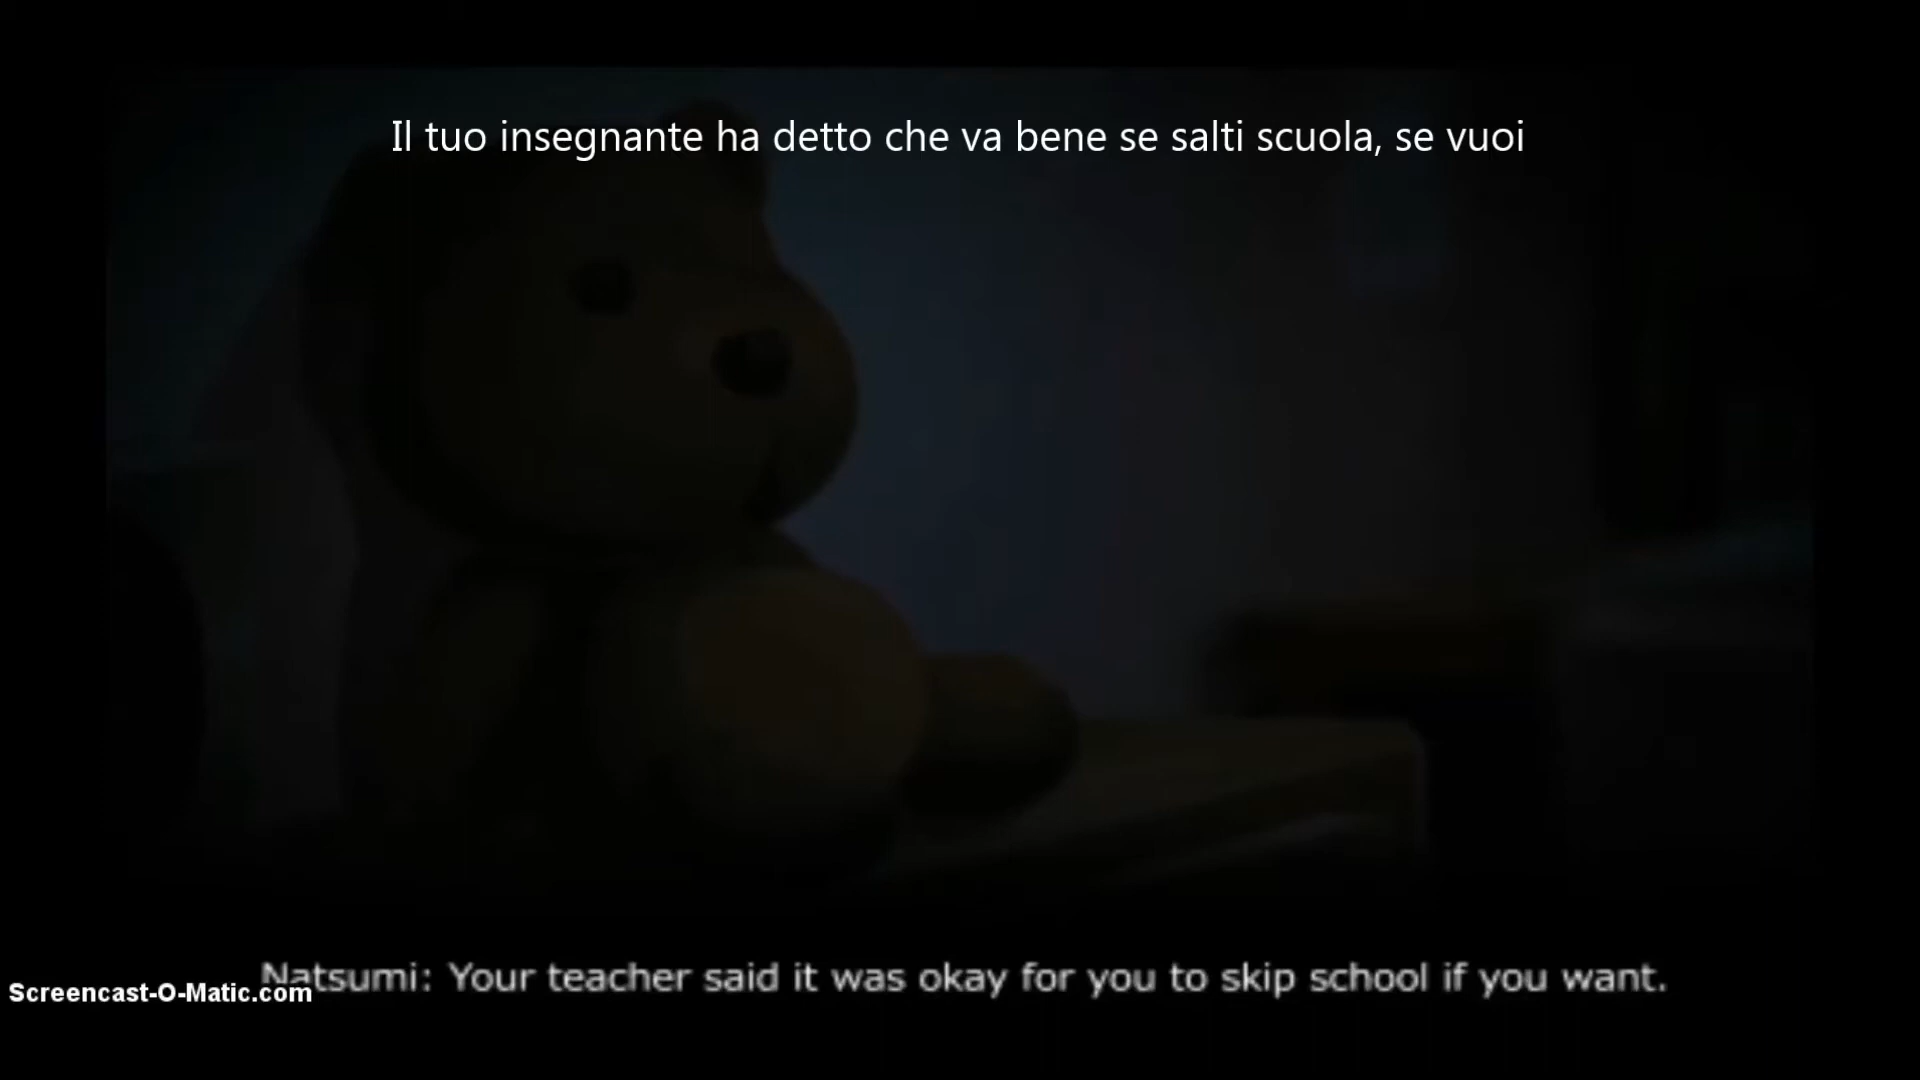 Il tuo insegnante ha detto che va bene se salti scuola, se vuoi
Natsumi: Your teacher said it was okay for you to skip school if you want.
Screencast-O-Matic.com